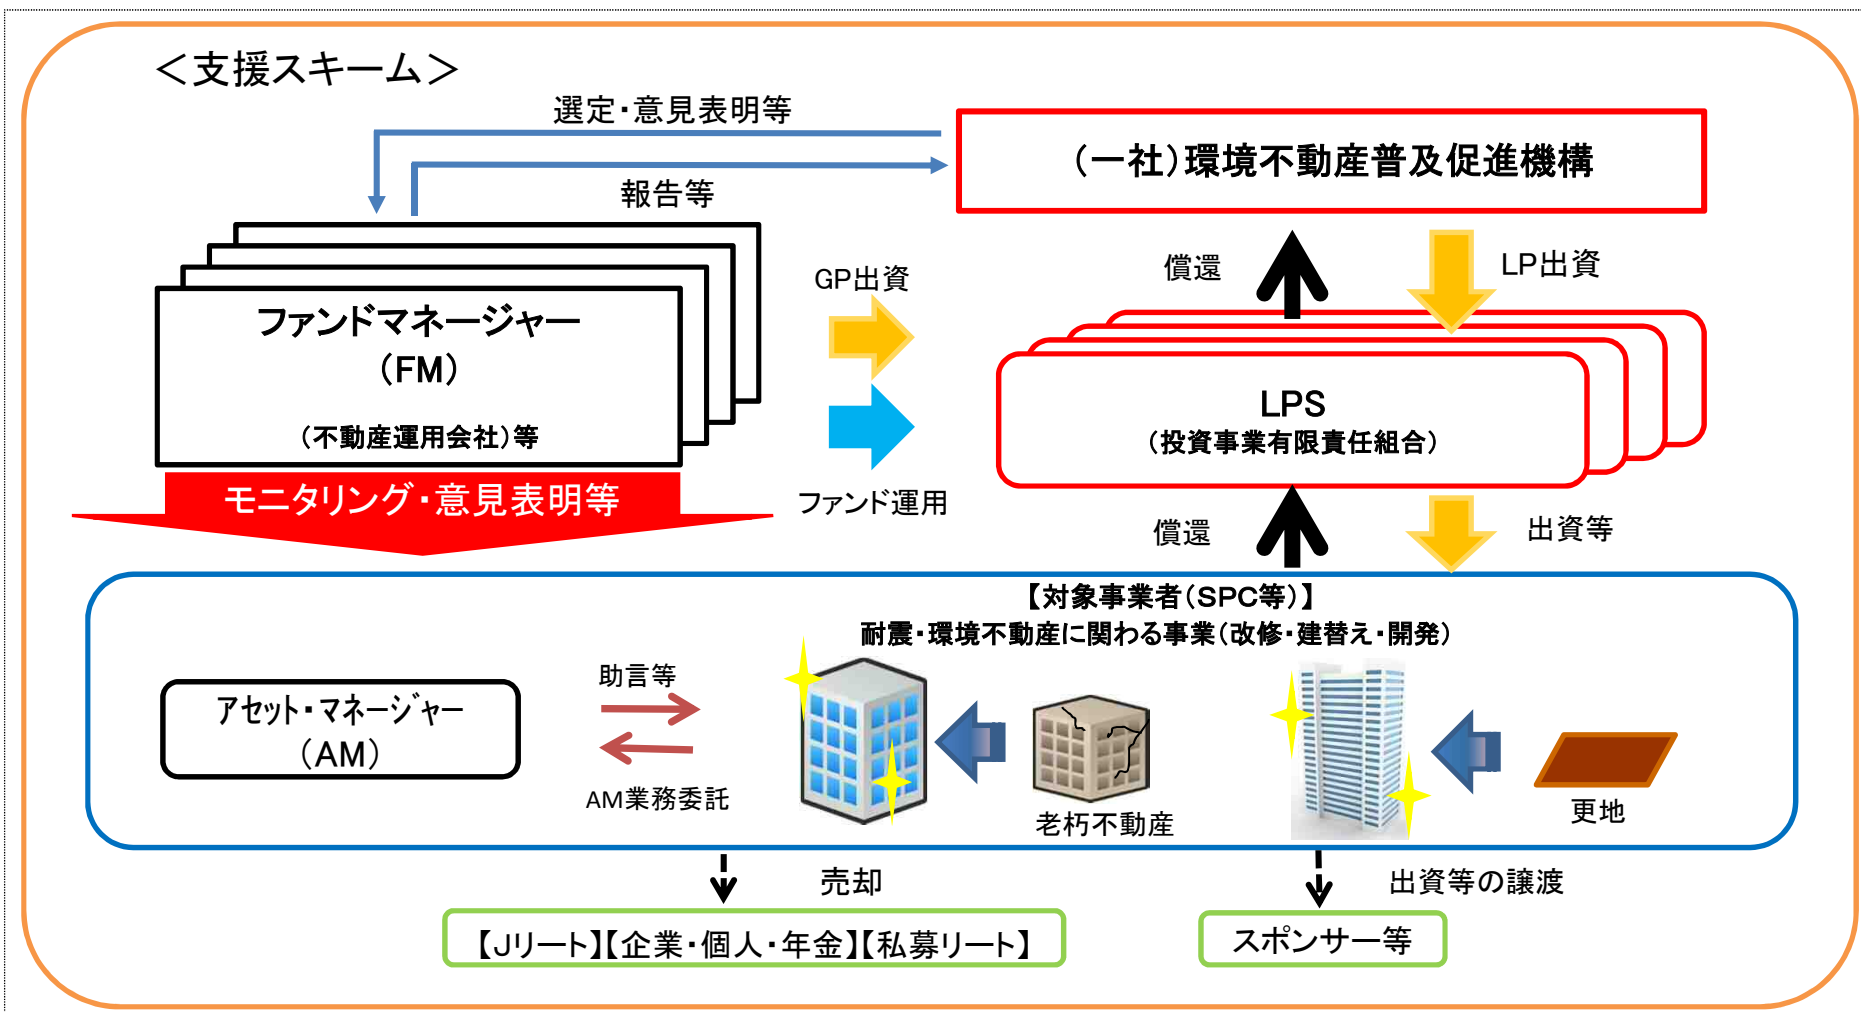 ＜支援スキーム＞
選定・意見表明等
（一社）環境不動産普及促進機構
報告等
ファンドマネージャー
（FM）
（不動産運用会社）等
GP出資
ファンド運用
償還
LP出資
LPS
（投資事業有限責任組合）
モニタリング・意見表明等
償還
出資等
【対象事業者（SPC等）】
耐震・環境不動産に関わる事業（改修・建替え・開発）
アセット・マネージャー
（AM）
助言等
AM業務委託
老朽不動産
更地
売却
出資等の譲渡
【Jリート】【企業・個人・年金】【私募リート】
スポンサー等